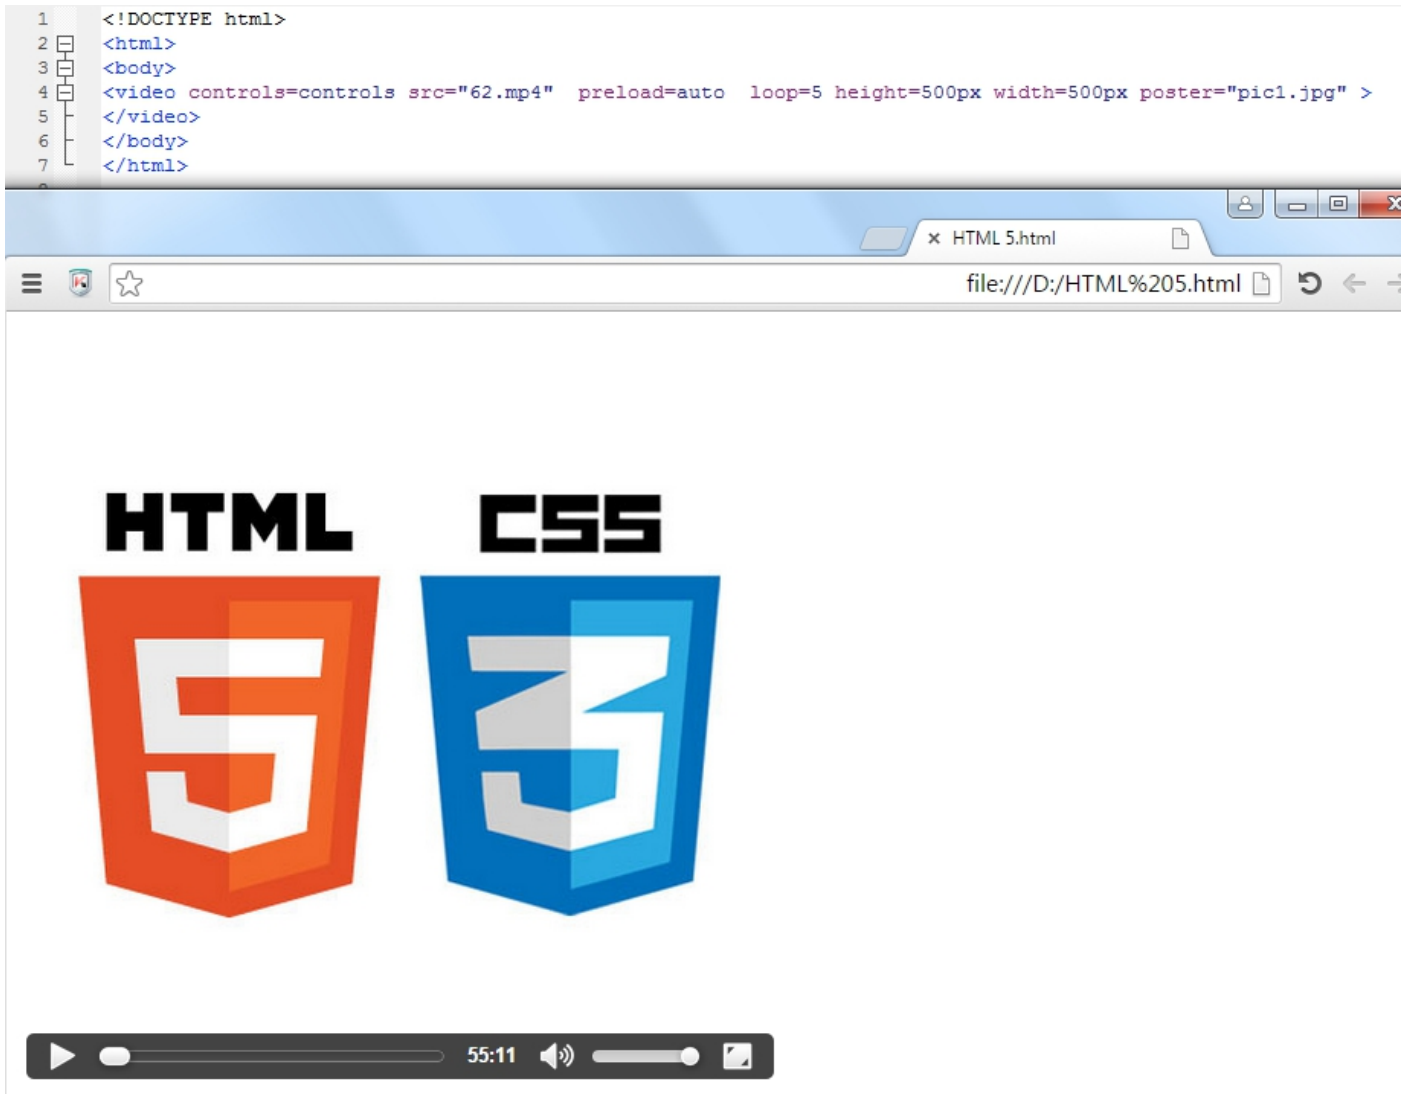 1 <!DOCTYPE html>
2 <html>
3 <body>
4 <video controls=controls src="62.mp4"  preload=auto  loop=5 height=500px width=500px poster="pic1.jpg" >
5 </video>
6 </body>
7 </html>
HTML 5.html
file:///D:/HTML%205.html
HTML CSS
5 3
55:11